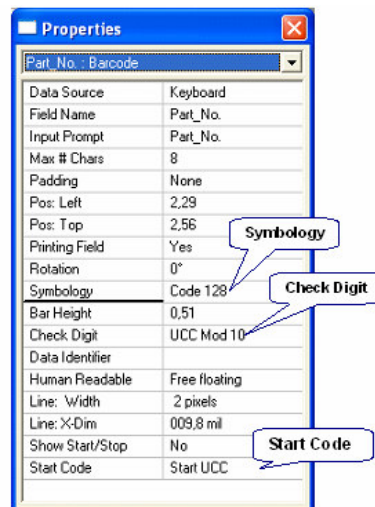 Properties
Part_No. : Barcode
Data Source Keyboard
Field Name Part_No.
Input Prompt Part_No.
Max # Chars 8
Padding None
Pos: Left 2,29
Pos: Top 2,56
Symbology
Printing Field Yes
Rotation 0°
Symbology Code 128
Check Digit
Bar Height 0,51
Check Digit UCC Mod 10
Data Identifier
Human Readable Free floating
Line: Width 2 pixels
Line: X-Dim 009,8 mil
Show Start/Stop No
Start Code
Start Code Start UCC